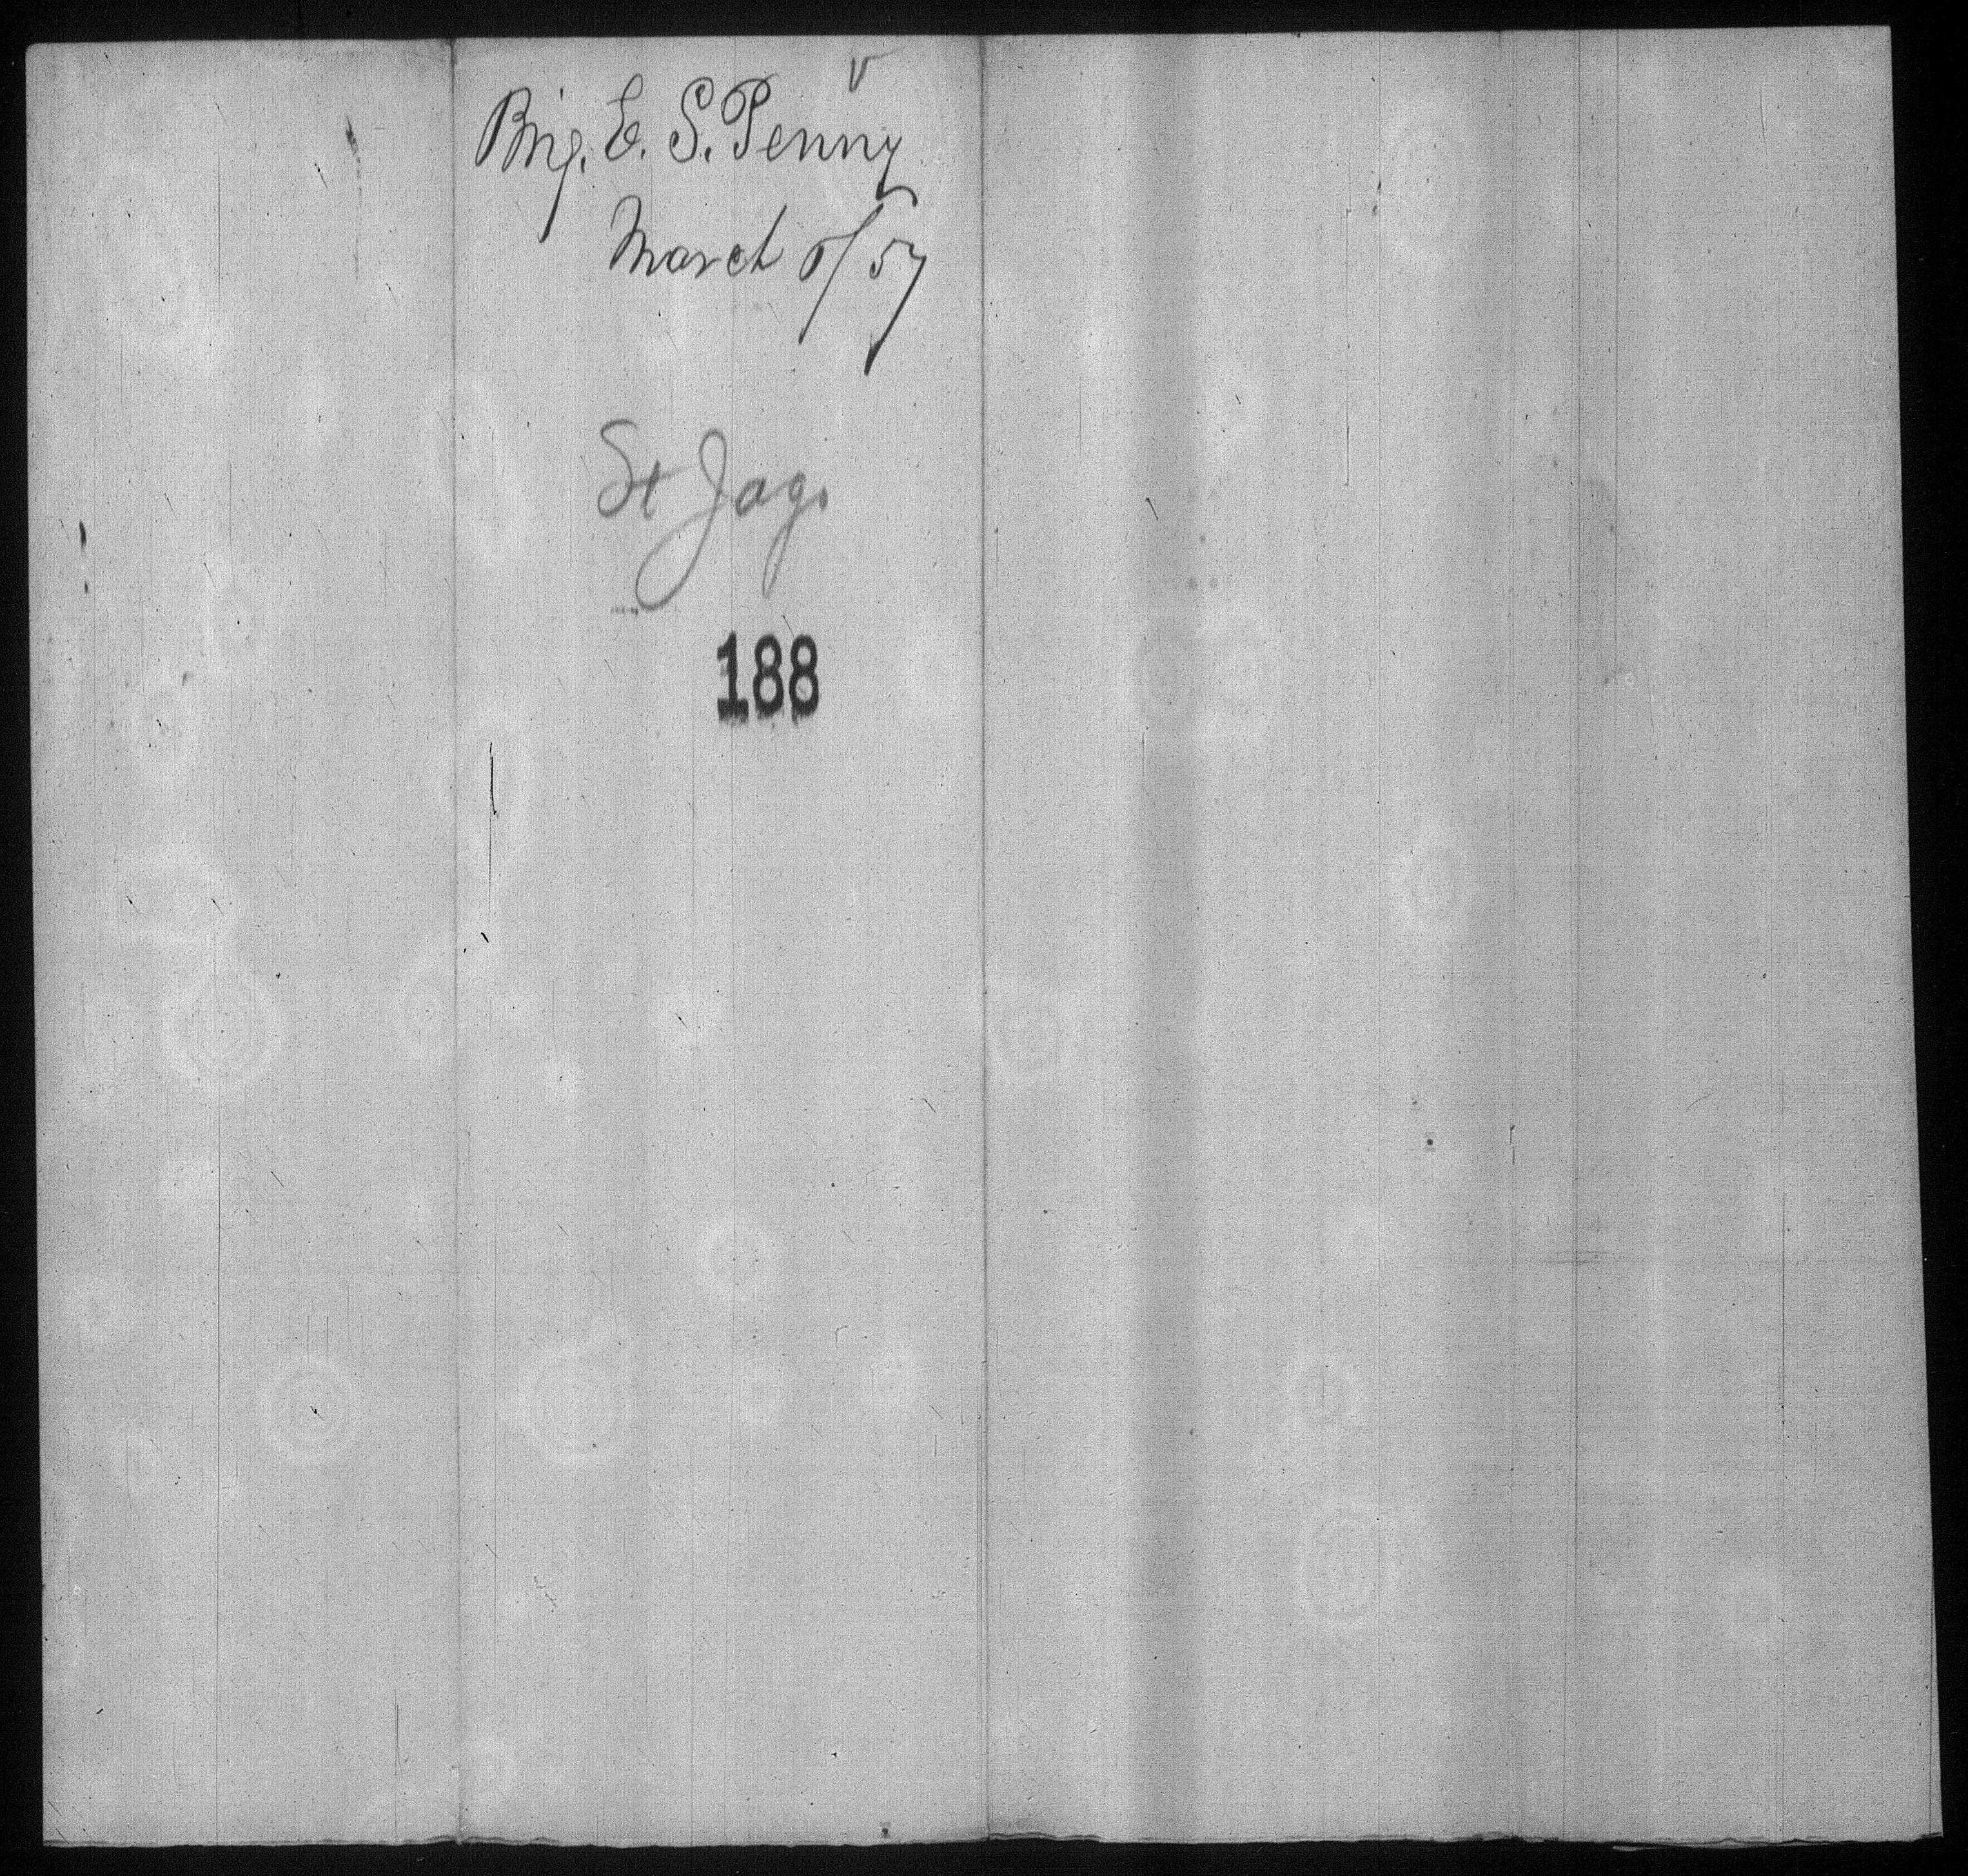 v
Brig. E. S. Penny
March 5/57
St Jag.
188